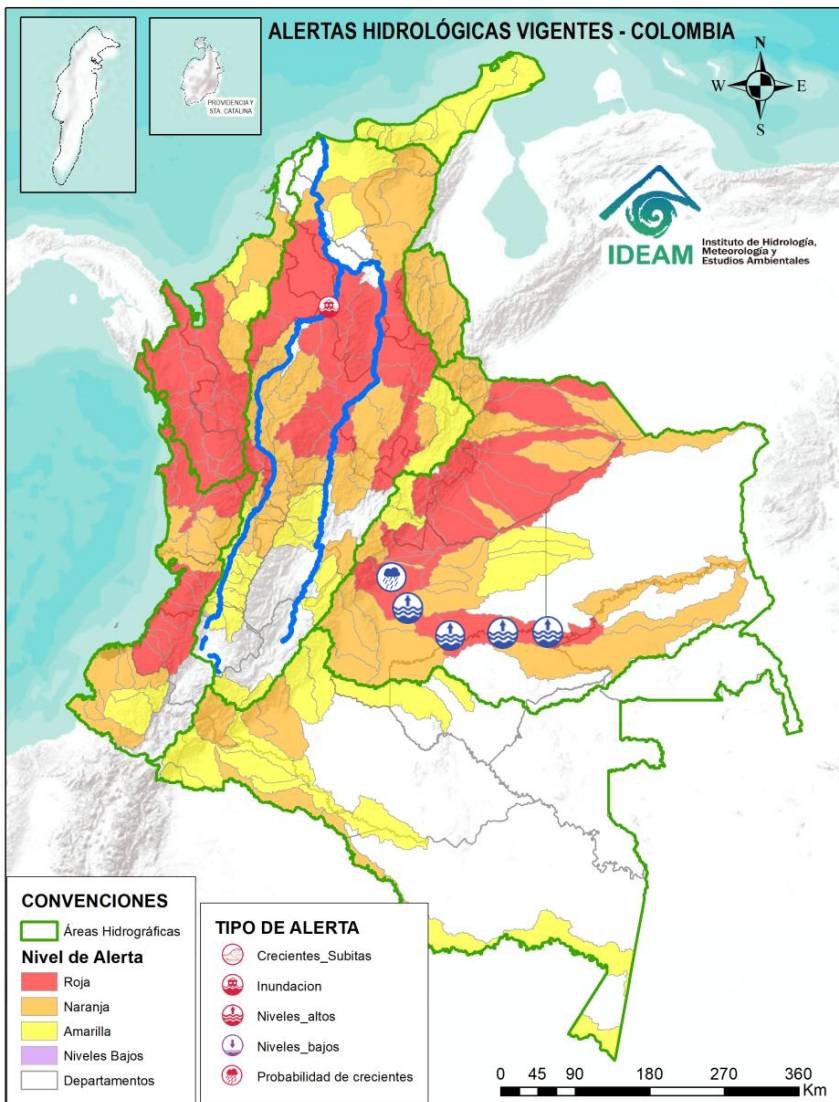 ALERTAS HIDROLÓGICAS VIGENTES - COLOMBIA
PROVIDENCIA Y
STA. CATALINA
N
W
E
S
IDEAM
Instituto de Hidrología,
Meteorología y
Estudios Ambientales
CONVENCIONES
Áreas Hidrográficas
Nivel de Alerta
Roja
Naranja
Amarilla
Niveles Bajos
Departamentos
TIPO DE ALERTA
Crecientes_Subitas
Inundacion
Niveles_altos
Niveles_bajos
Probabilidad de crecientes
0 45 90 180 270 360
Km